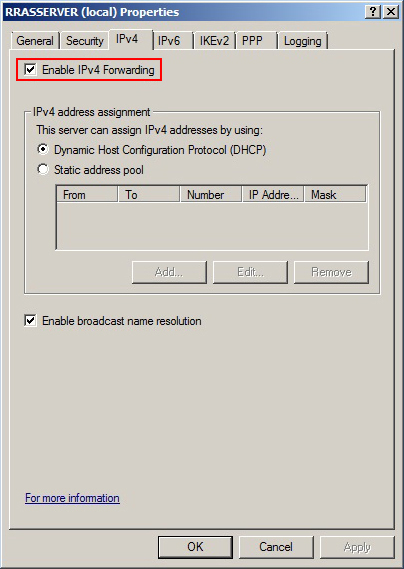 RRASSERVER (local) Properties
General Security IPv4 IPv6 IKEv2 PPP Logging
Enable IPv4 Forwarding
IPv4 address assignment
This server can assign IPv4 addresses by using:
Dynamic Host Configuration Protocol (DHCP)
Static address pool
From To Number IP Addre... Mask
Add... Edit... Remove
Enable broadcast name resolution
For more information
OK Cancel Apply